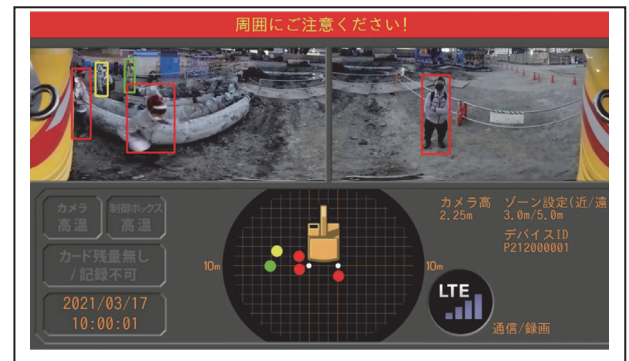 周囲にご注意ください!
カメラ
高温
制御ボックス
高温
カード残量無し
/記録不可
2021/03/17
10:00:01
10m
10m
カメラ高
2.25m
ゾーン設定(近/遠
3.0m/5.0m
デバイスID
P212000001
LTE
通信/録画